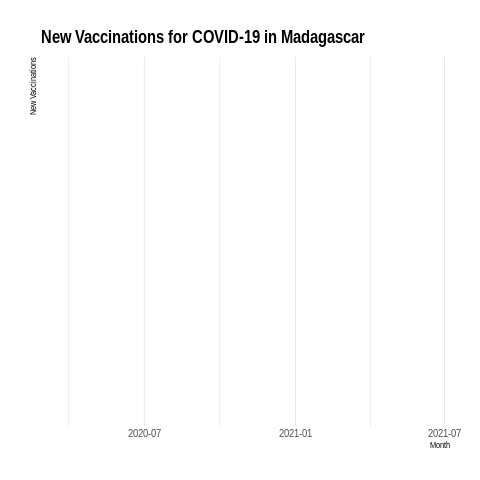 New Vaccinations for COVID-19 in Madagascar
New Vaccinations
2020-07
2021-01
2021-07
Month